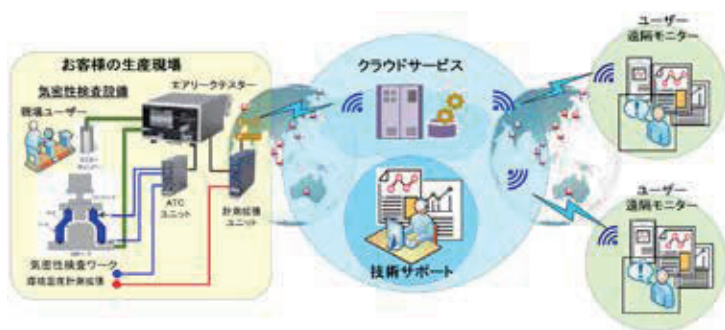 お客様の生産現場
気密性検査設備
現場ユーザー
エアリークテスター
ATC
ユニット
計測拡張
ユニット
気密性検査ワーク
環境温度計測拡張
クラウドサービス
技術サポート
ユーザー
遠隔モニター
ユーザー
遠隔モニター